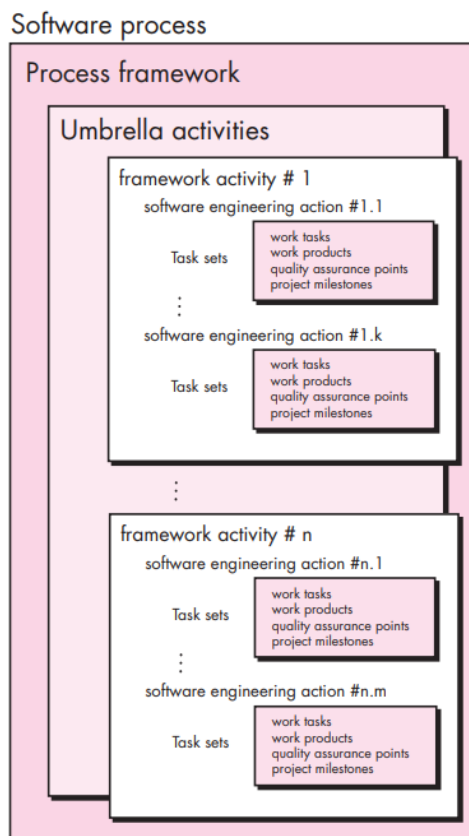 Software process
Process framework
Umbrella activities
framework activity # 1
software engineering action #1.1
Task sets
work tasks
work products
quality assurance points
project milestones
software engineering action #1.k
Task sets
work tasks
work products
quality assurance points
project milestones
framework activity # n
software engineering action #n.1
Task sets
work tasks
work products
quality assurance points
project milestones
software engineering action #n.m
Task sets
work tasks
work products
quality assurance points
project milestones